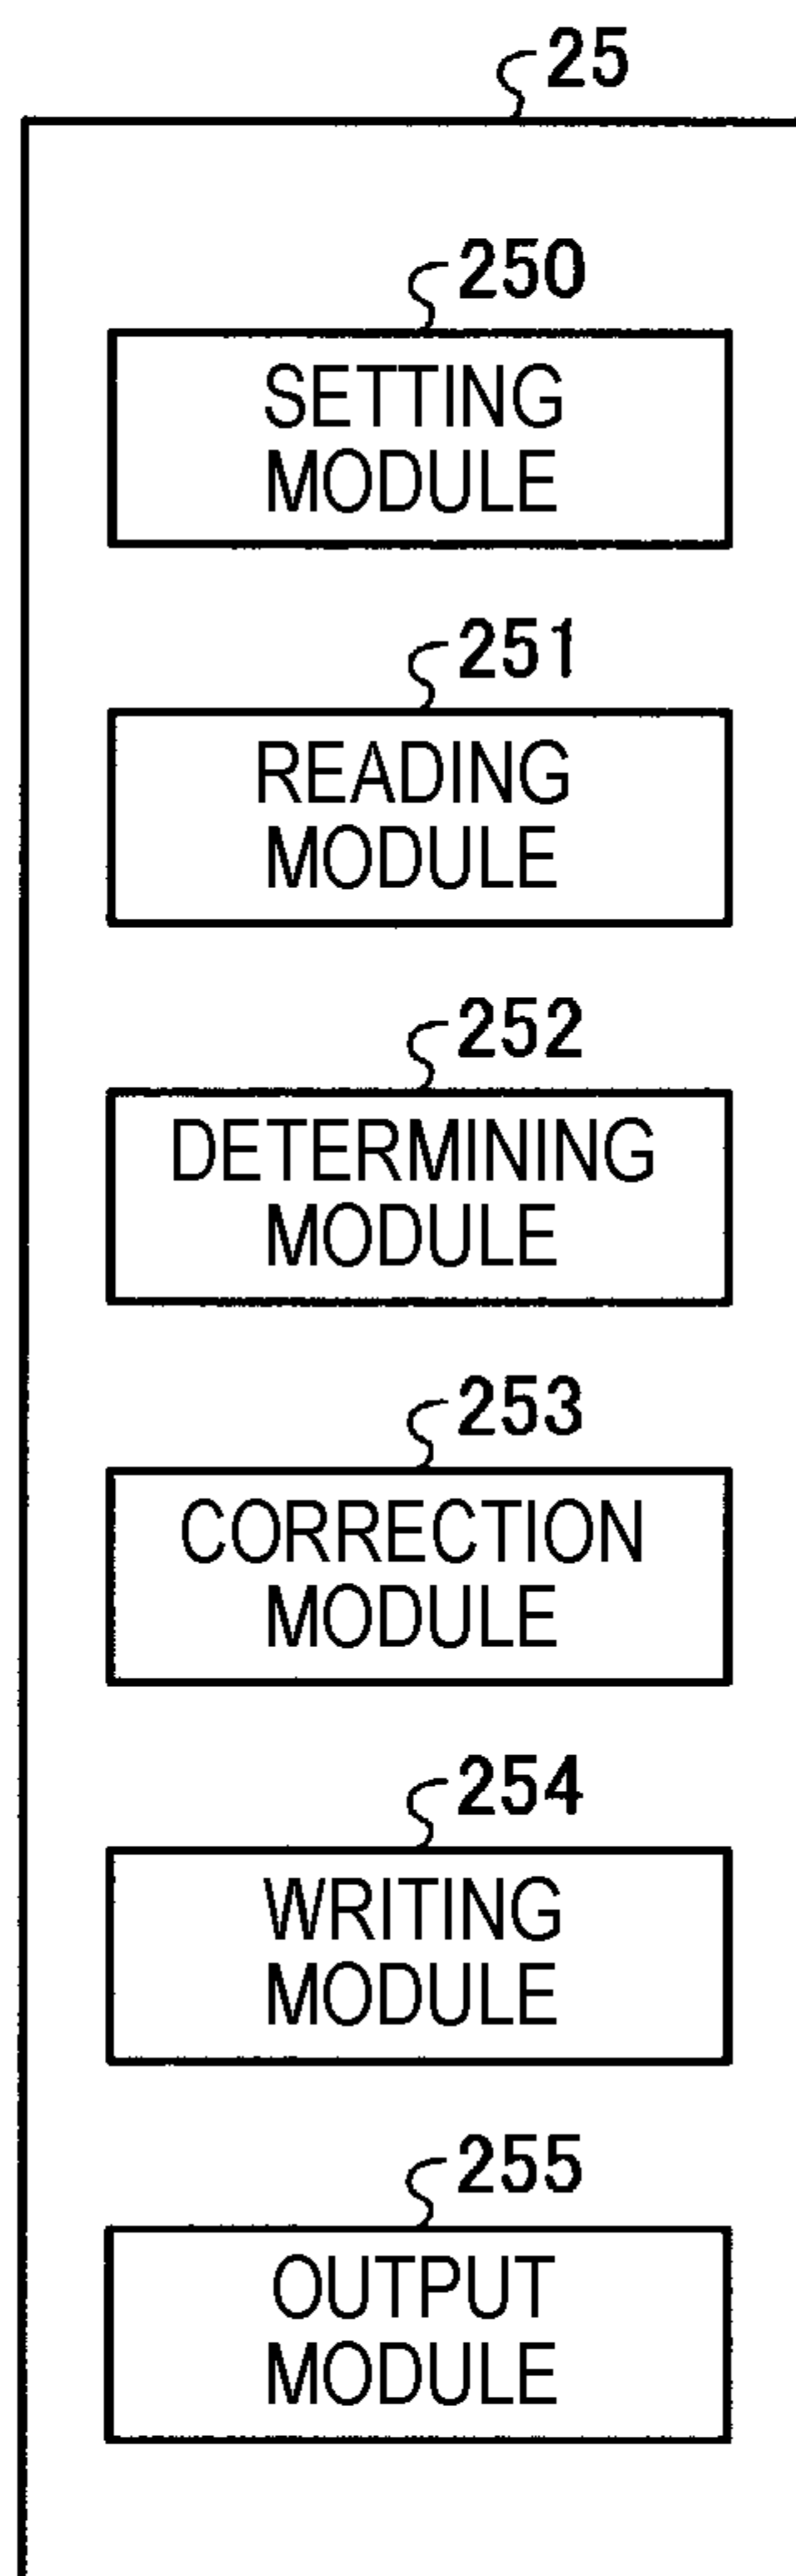 25
250
SETTING
MODULE
251
READING
MODULE
252
DETERMINING
MODULE
253
CORRECTION
MODULE
254
WRITING
MODULE
255
OUTPUT
MODULE